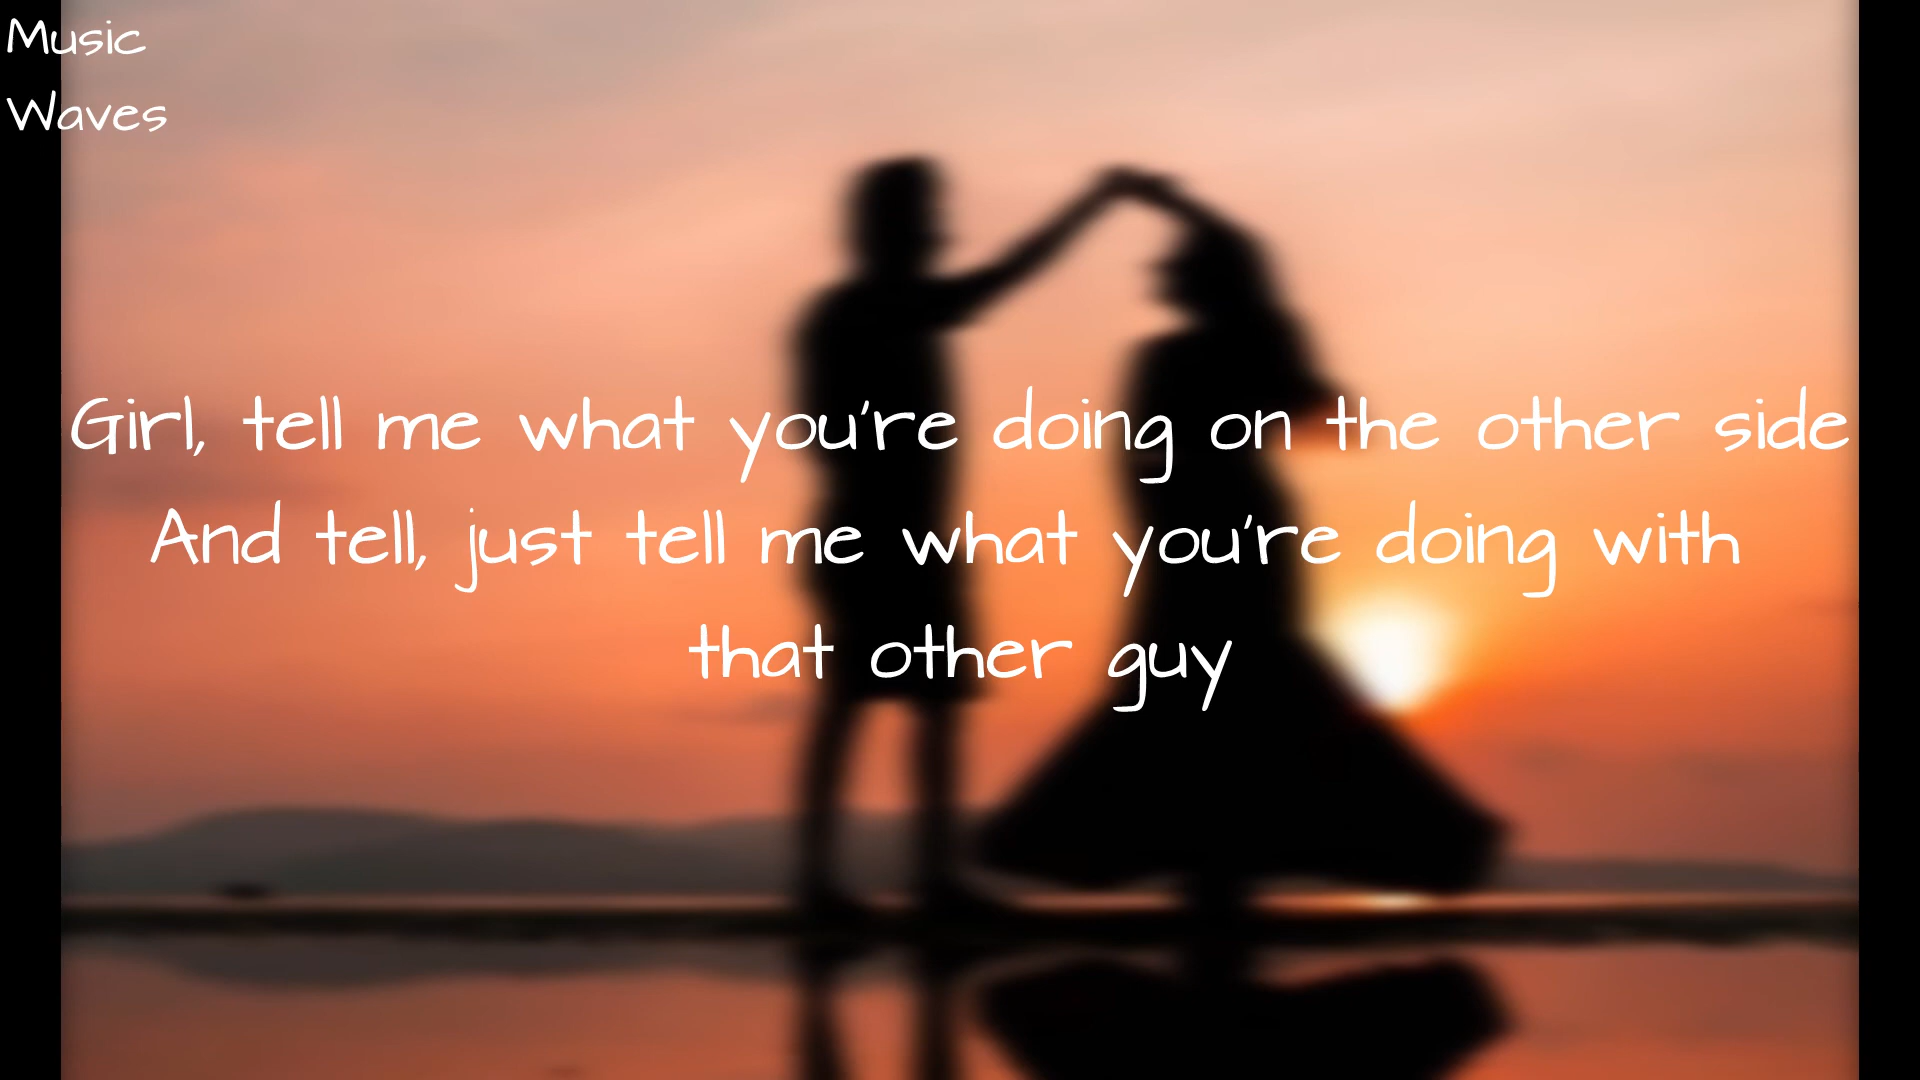 Music
Waves
Girl, tell me what you're doing on the other side
And tell, just tell me what you're doing with
that other guy